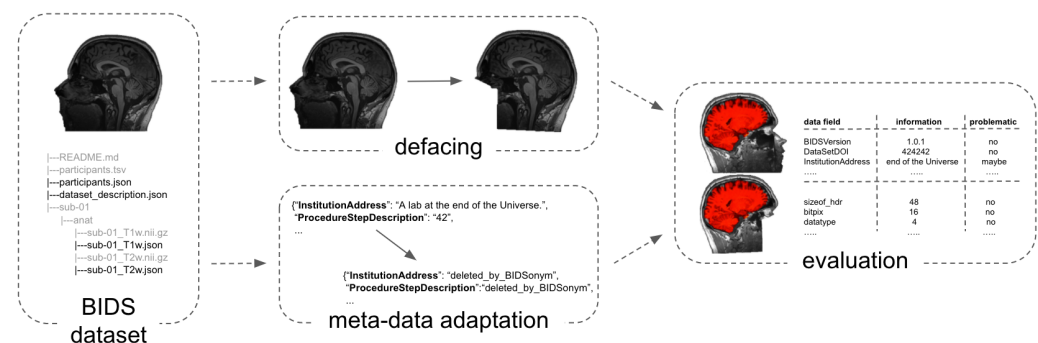 |---README.md
|---participants.tsv
|---participants.json
|---dataset_description.json
|---sub-01
|---anat
|---sub-01_T1w.nii.gz
|---sub-01_T1w.json
|---sub-01_T2w.nii.gz
|---sub-01_T2w.json
BIDS
dataset
defacing
{“InstitutionAddress”: “A lab at the end of the Universe.”,
“ProcedureStepDescription”: “42”,
...
{“InstitutionAddress”: “deleted_by_BIDSonym”,
“ProcedureStepDescription”:“deleted_by_BIDSonym”,
...
meta-data adaptation
data field information problematic
BIDSVersion 1.0.1 no
DataSetDOI 424242 no
InstitutionAddress end of the Universe maybe
..... ..... .....
sizeof_hdr 48 no
bitpix 16 no
datatype 4 no
..... ..... .....
evaluation